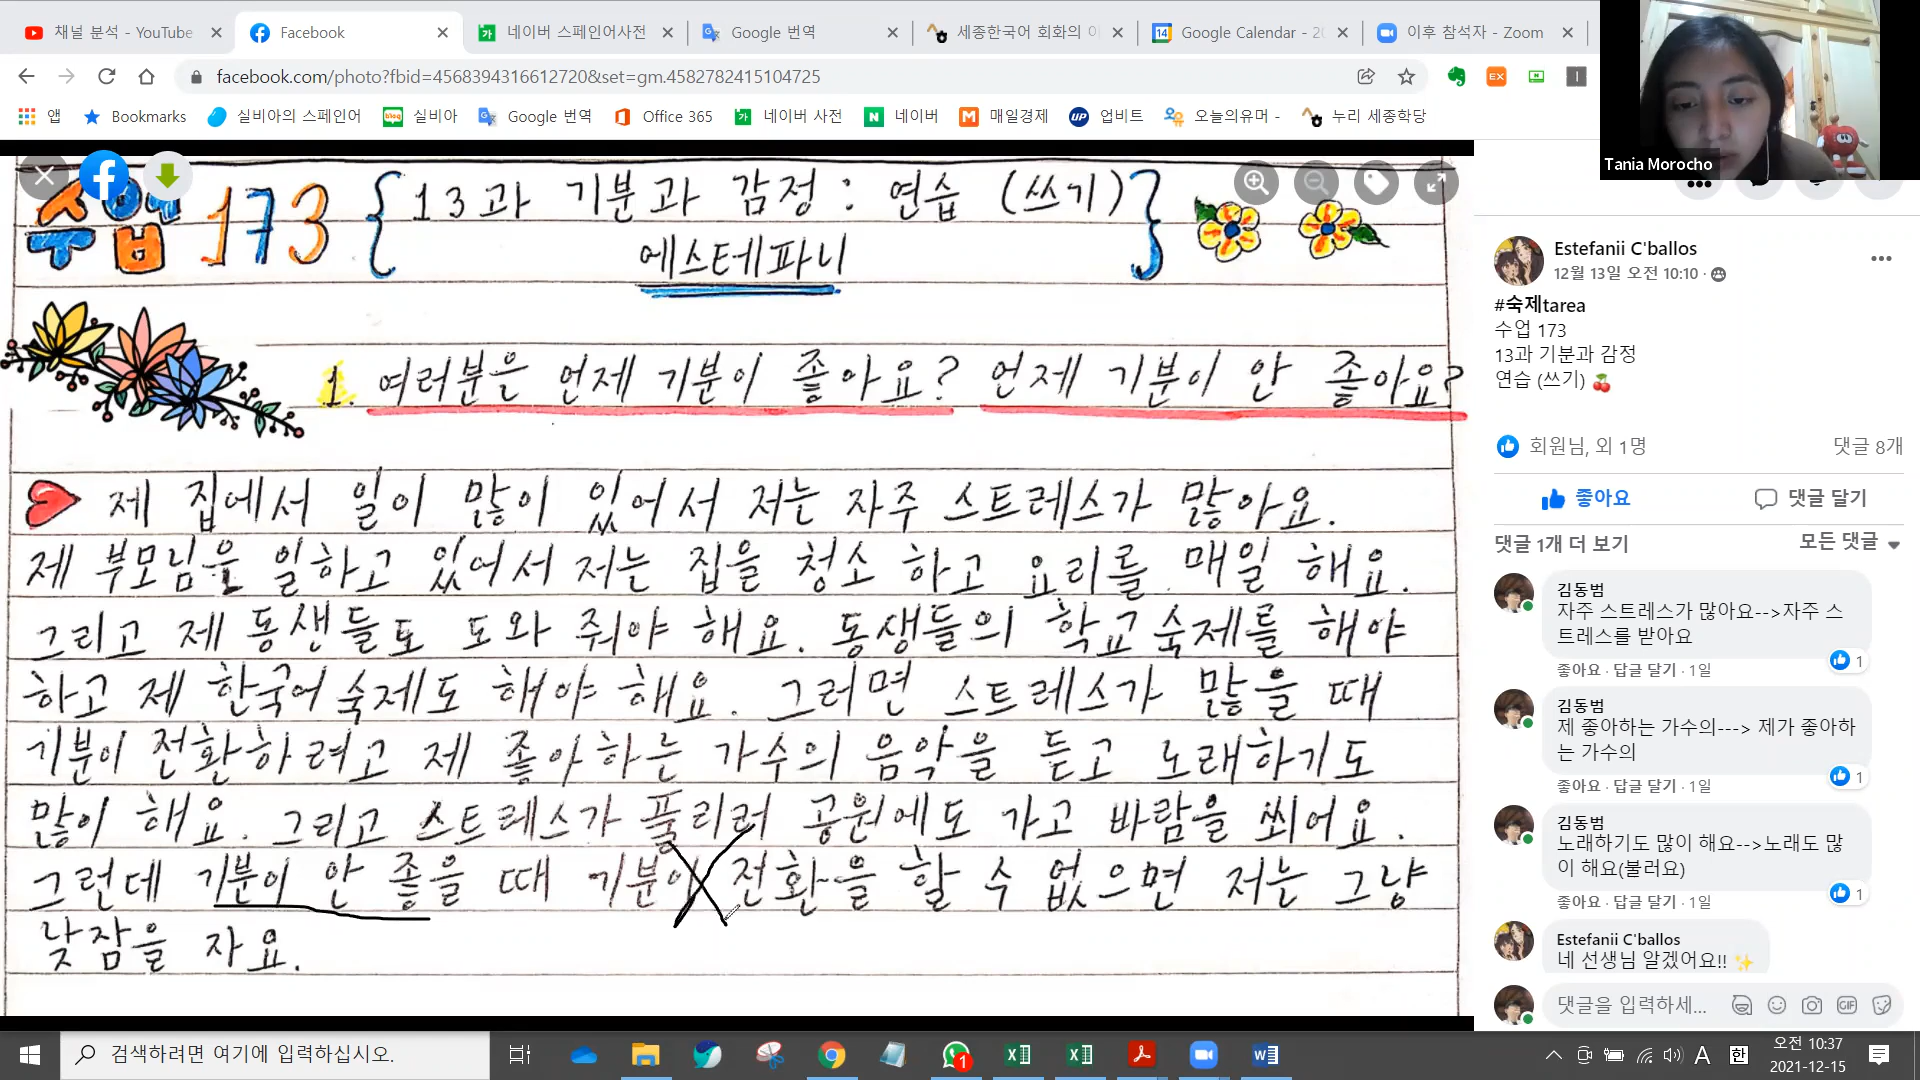 채널 분석 - YouTube
Facebook
네이버 스페인어사전
Google 번역
세종한국어 회화의 이
Google Calendar - 20
이후 참석자 - Zoom
facebook.com/photo?fbid=4568394316612720&set=gm.4582782415104725
앱 Bookmarks 실비아의 스페인어 실비아 Google 번역 Office 365 네이버 사전 네이버 매일경제 업비트 오늘의유머 - 누리 세종학당
Tania Morocho
수업 173 {13과 기분과 감정 : 연습 (쓰기)}
에스테파니
1. 여러분은 언제 기분이 좋아요? 언제 기분이 안 좋아요?
제 집에서 일이 많이 있어서 저는 자주 스트레스가 많아요.
제 부모님을 일하고 있어서 저는 집을 청소 하고 요리를 매일 해요.
그리고 제 동생들도 도와 줘야 해요. 동생들의 학교 숙제를 해야
하고 제 한국어 숙제도 해야 해요. 그러면 스트레스가 많을 때
기분이 전환하려고 제 좋아하는 가수의 음악을 듣고 노래하기도
많이 해요. 그리고 스트레스가 풀리러 공원에도 가고 바람을 쐬어요.
그런데 기분이 안 좋을 때 기분이 전환을 할 수 없으면 저는 그냥
낮잠을 자요.
Estefanii C'ballos
12월 13일 오전 10:10
#숙제tarea
수업 173
13과 기분과 감정
연습 (쓰기)
회원님, 외 1명 댓글 8개
좋아요 댓글 달기
댓글 1개 더 보기 모든 댓글
김동범
자주 스트레스가 많아요-->자주 스
트레스를 받아요
좋아요 · 답글 달기 · 1일 1
김동범
제 좋아하는 가수의---> 제가 좋아하
는 가수의
좋아요 · 답글 달기 · 1일 1
김동범
노래하기도 많이 해요-->노래도 많
이 해요(불러요)
좋아요 · 답글 달기 · 1일 1
Estefanii C'ballos
네 선생님 알겠어요!!
댓글을 입력하세... GIF
검색하려면 여기에 입력하십시오.
1
A 한
오전 10:37
2021-12-15